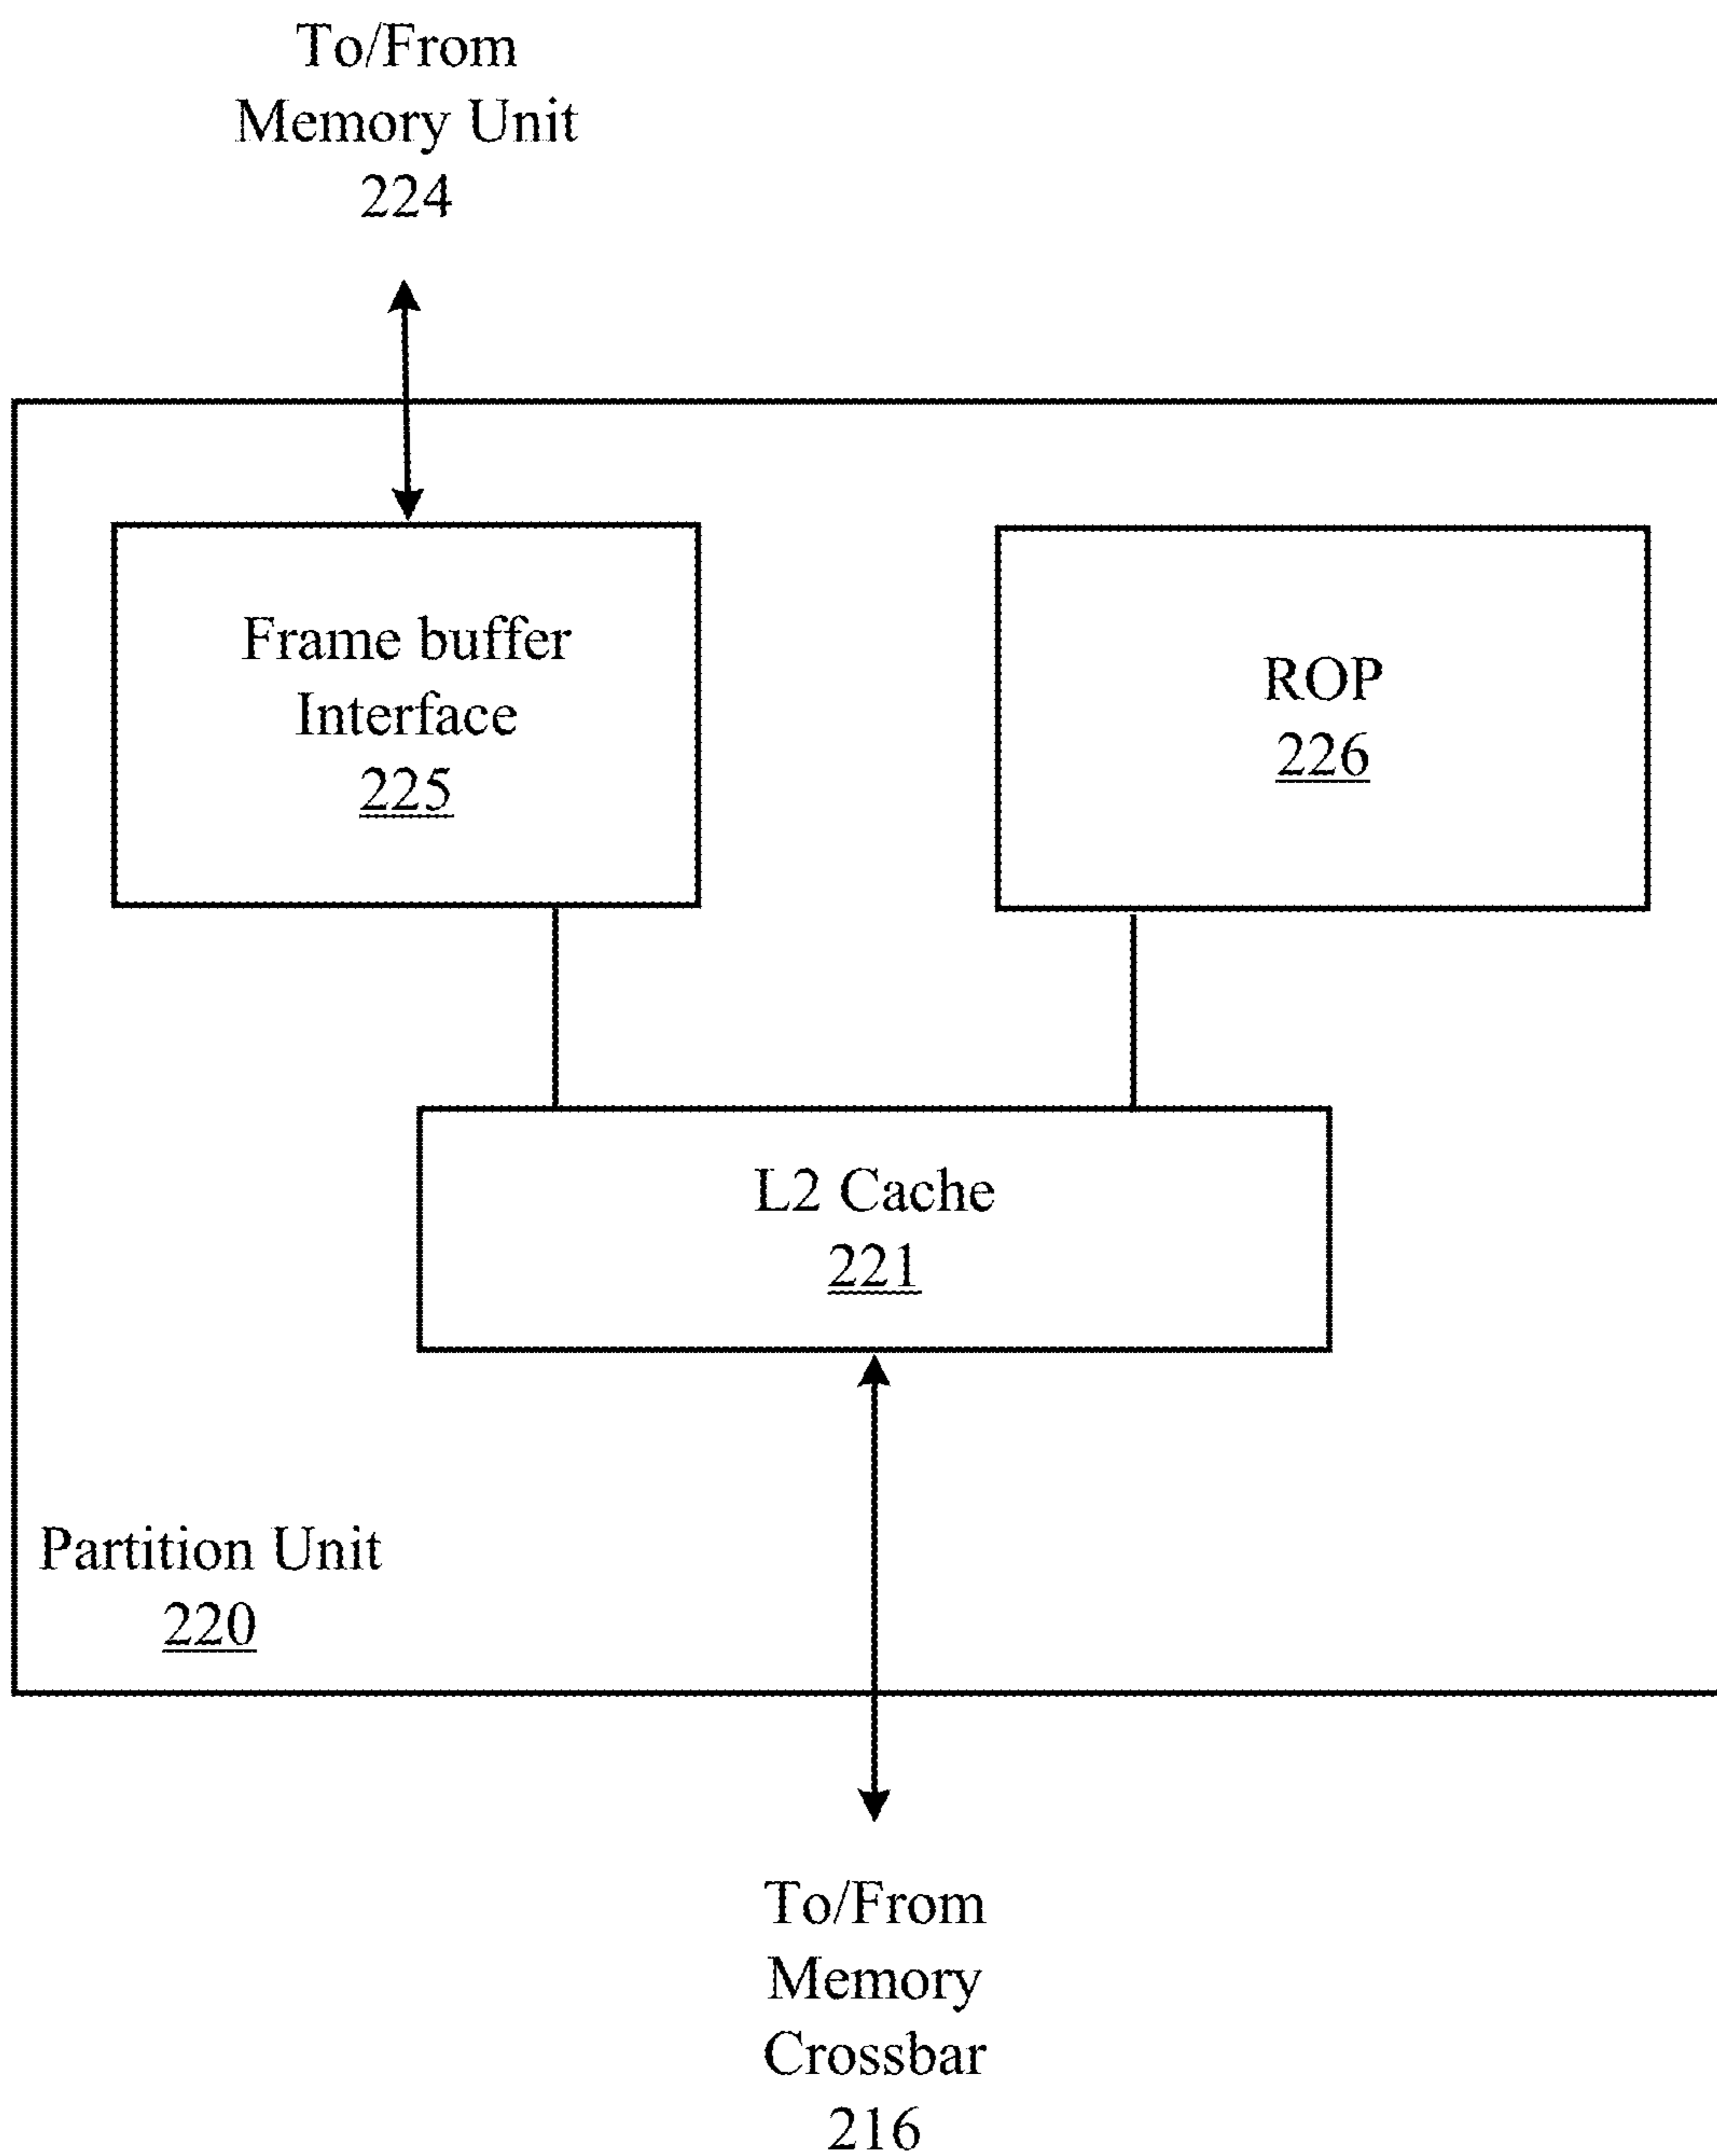 To/From
Memory Unit
224
Frame buffer
Interface
225
ROP
226
L2 Cache
221
Partition Unit
220
To/From
Memory
Crossbar
216